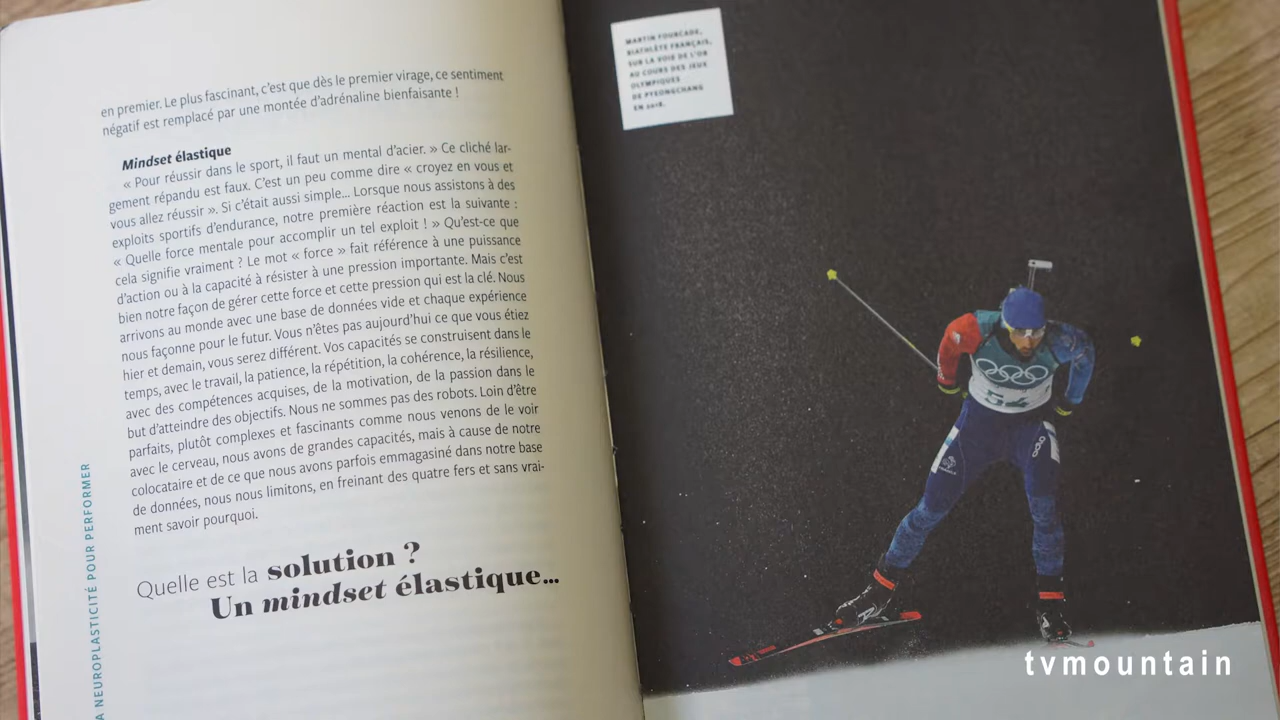 en premier. Le plus fascinant, c'est que dès le premier virage, ce sentiment
négatif est remplacé par une montée d'adrénaline bienfaisante !
Mindset élastique
« Pour réussir dans le sport, il faut un mental d'acier. » Ce cliché lar-
gement répandu est faux. C'est un peu comme dire « croyez en vous et
vous allez réussir ». Si c'était aussi simple... Lorsque nous assistons à des
exploits sportifs d'endurance, notre première réaction est la suivante :
« Quelle force mentale pour accomplir un tel exploit ! » Qu'est-ce que
cela signifie vraiment ? Le mot « force » fait référence à une puissance
d'action ou à la capacité à résister à une pression importante. Mais c'est
bien notre façon de gérer cette force et cette pression qui est la clé. Nous
arrivons au monde avec une base de données vide et chaque expérience
nous façonne pour le futur. Vous n'êtes pas aujourd'hui ce que vous étiez
hier et demain, vous serez différent. Vos capacités se construisent dans le
temps, avec le travail, la patience, la répétition, la cohérence, la résilience,
avec des compétences acquises, de la motivation, de la passion dans le
but d'atteindre des objectifs. Nous ne sommes pas des robots. Loin d'être
parfaits, plutôt complexes et fascinants comme nous venons de le voir
avec le cerveau, nous avons de grandes capacités, mais à cause de notre
colocataire et de ce que nous avons parfois emmagasiné dans notre base
de données, nous nous limitons, en freinant des quatre fers et sans vrai-
ment savoir pourquoi.
Quelle est la solution ?
Un mindset élastique...
A NEUROPLASTICITÉ POUR PERFORMER
MARTIN FOURCADE,
BIATHLÈTE FRANÇAIS,
SUR LA VOIE DE L'OR
AU COURS DES JEUX
OLYMPIQUES
DE PYEONGCHANG
EN 2018.
54
FRANCE
odlo
tvmountain